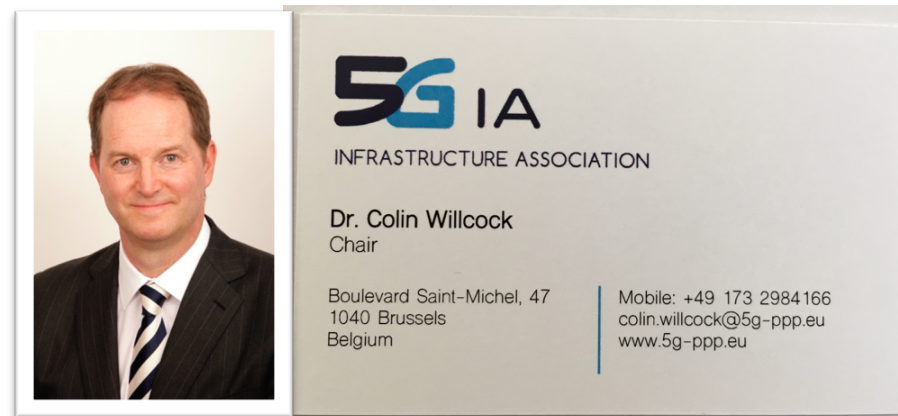 5G IA
INFRASTRUCTURE ASSOCIATION
Dr. Colin Willcock
Chair
Boulevard Saint-Michel, 47
1040 Brussels
Belgium
Mobile: +49 173 2984166
colin.willcock@5g-ppp.eu
www.5g-ppp.eu